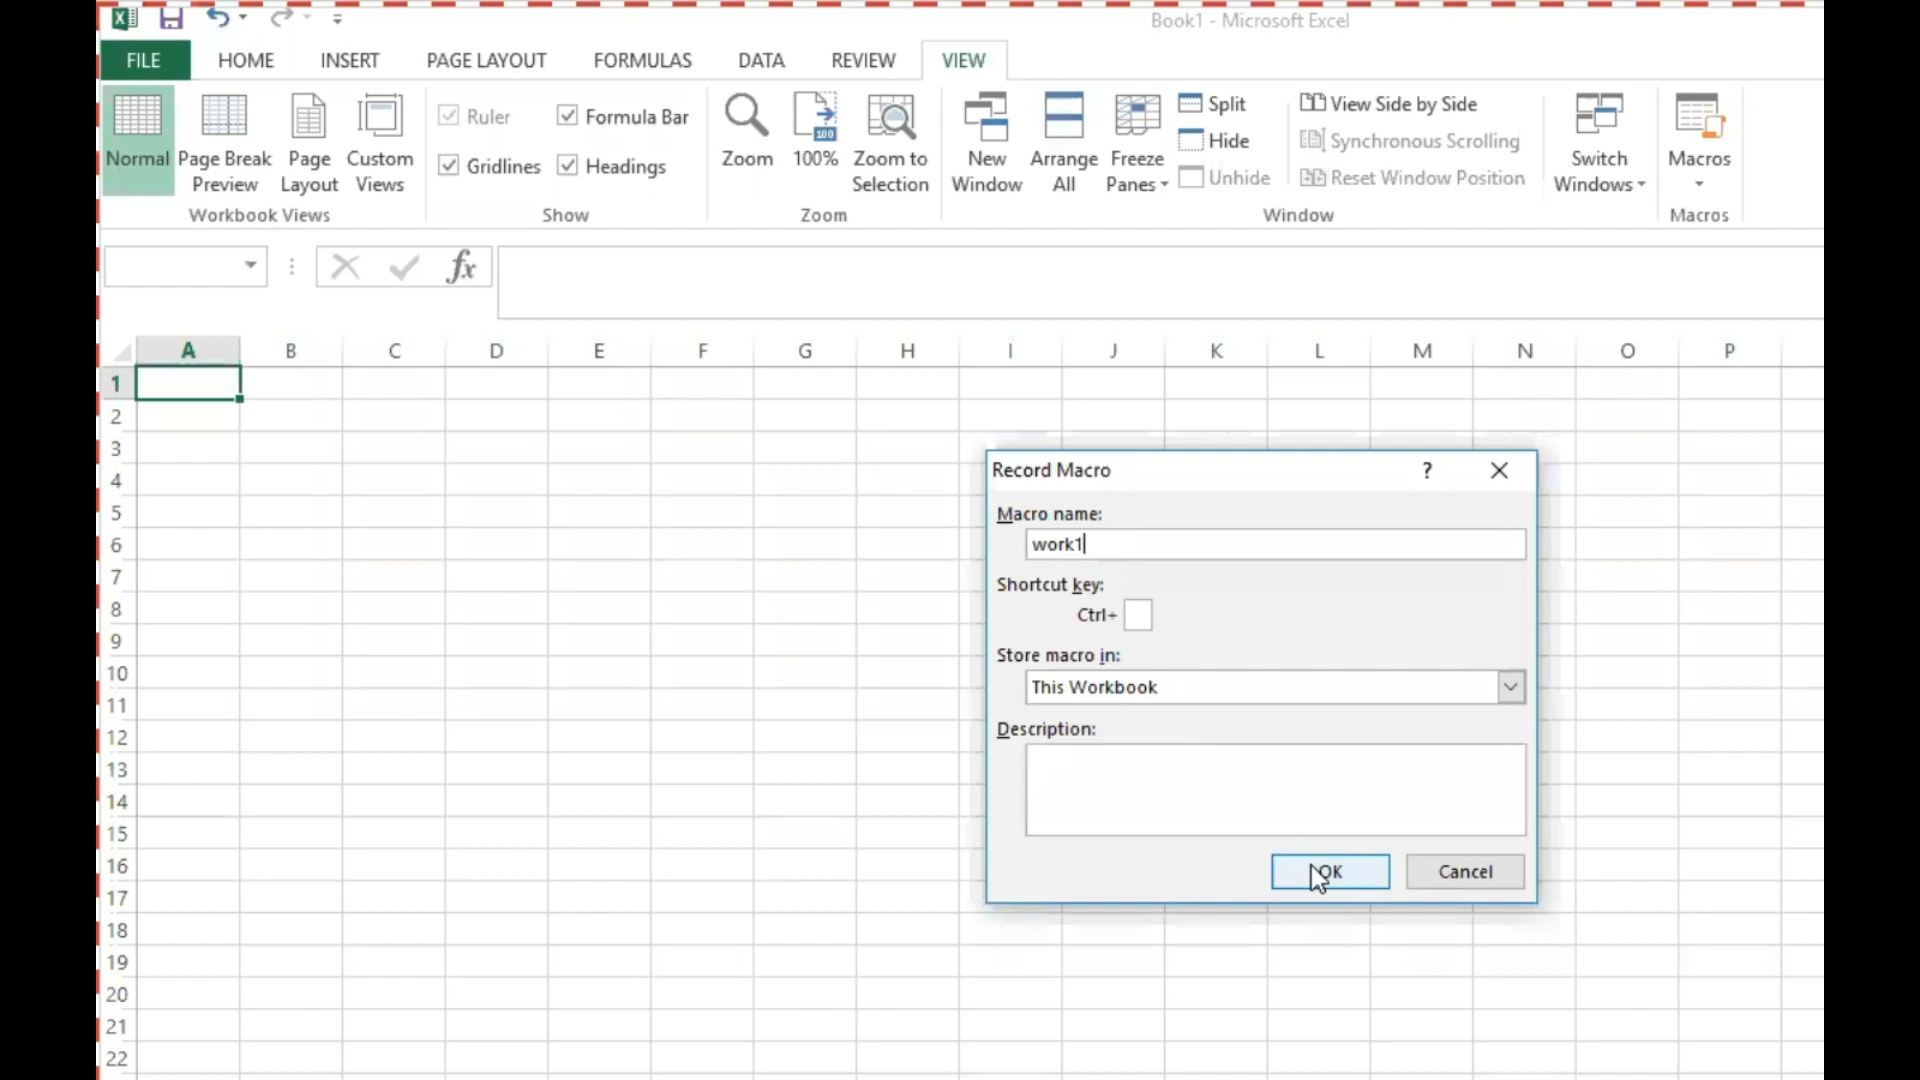 Book1 - Microsoft Excel
FILE HOME INSERT PAGE LAYOUT FORMULAS DATA REVIEW VIEW
Normal
Page Break Preview
Page Layout
Custom Views
Workbook Views
Ruler
Formula Bar
Gridlines
Headings
Show
Zoom
100
100%
Zoom to Selection
Zoom
New Window
Arrange All
Freeze Panes
Split
Hide
Unhide
View Side by Side
Synchronous Scrolling
Reset Window Position
Window
Switch Windows
Macros
Macros
fx
A B C D E F G H I J K L M N O P
1
2
3
4
5
6
7
8
9
10
11
12
13
14
15
16
17
18
19
20
21
22
Record Macro ?
Macro name:
work1
Shortcut key:
Ctrl+
Store macro in:
This Workbook
Description:
OK Cancel